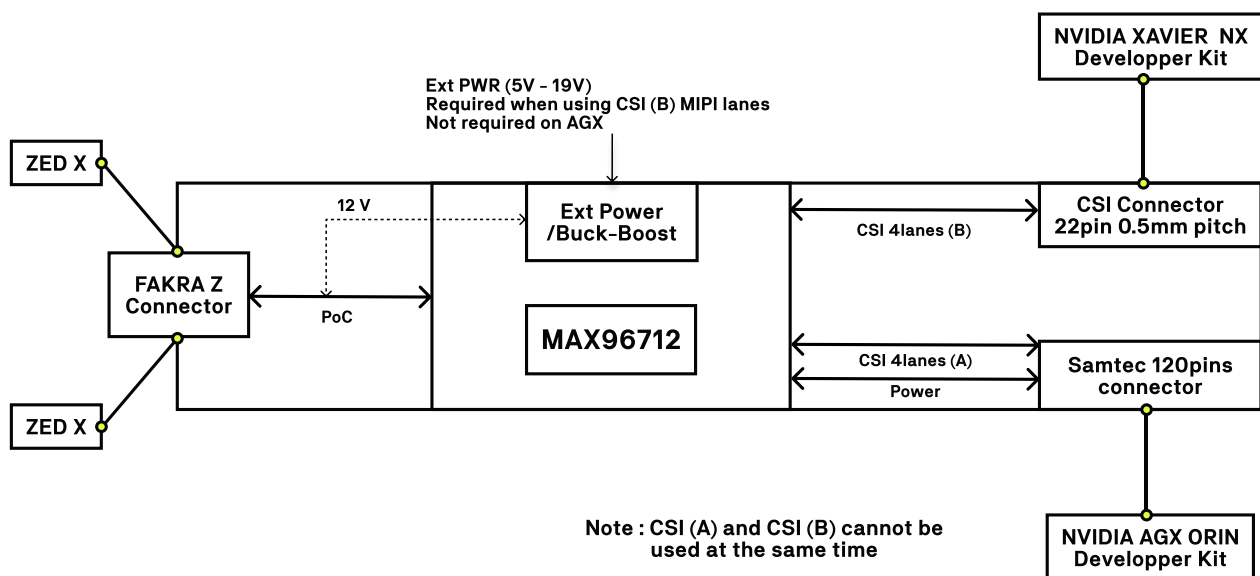 NVIDIA XAVIER NX
Developper Kit
Ext PWR (5V - 19V)
Required when using CSI (B) MIPI lanes
Not required on AGX
ZED X
12 V
Ext Power
/Buck-Boost
CSI 4lanes (B)
CSI Connector
22pin 0.5mm pitch
FAKRA Z
Connector
PoC
MAX96712
CSI 4lanes (A)
Power
Samtec 120pins
connector
ZED X
Note : CSI (A) and CSI (B) cannot be
used at the same time
NVIDIA AGX ORIN
Developper Kit